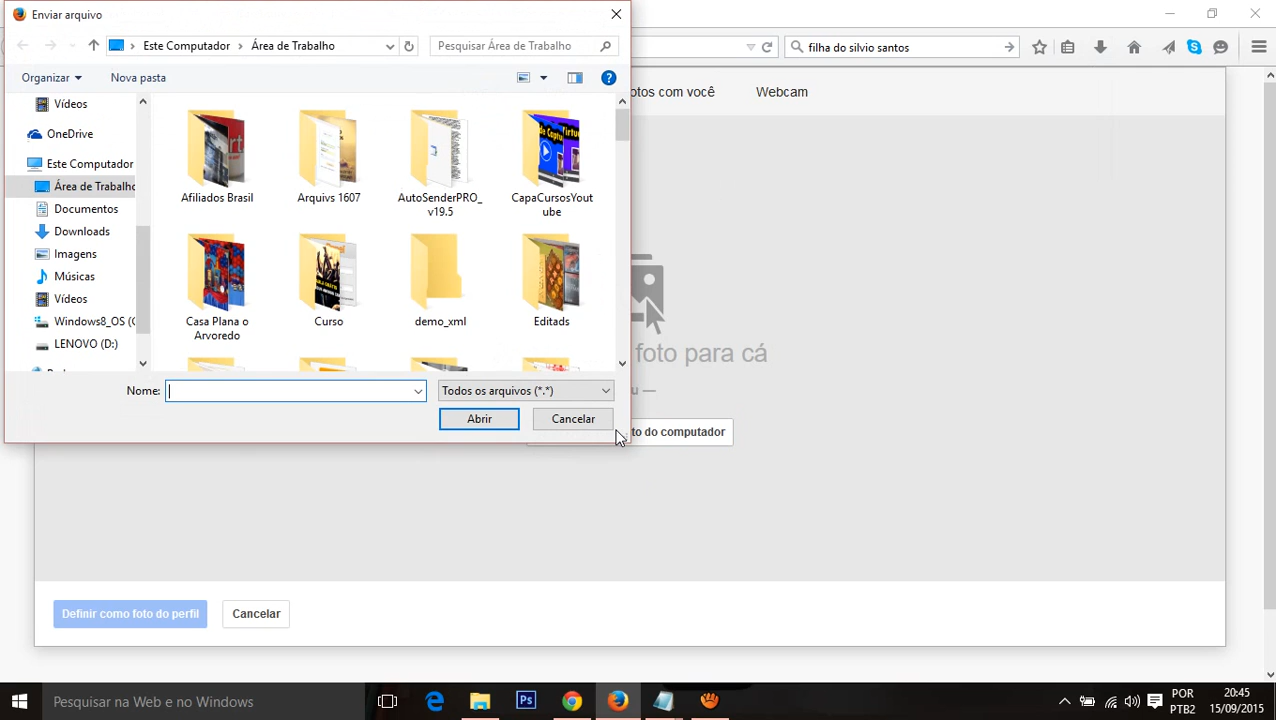 Enviar arquivo
Este Computador > Área de Trabalho
Pesquisar Área de Trabalho
filha do silvio santos
Organizar
Nova pasta
otos com você
Webcam
Vídeos
OneDrive
Este Computador
Área de Trabalho
Documentos
Downloads
Imagens
Músicas
Vídeos
Windows8_OS (C
LENOVO (D:)
Afiliados Brasil
Arquivs 1607
AutoSenderPRO_
v19.5
CapaCursosYout
ube
Casa Plana o
Arvoredo
Curso
demo_xml
Editads
foto para cá
u —
to do computador
Nome:
Todos os arquivos (*.*)
Abrir
Cancelar
Definir como foto do perfil
Cancelar
Pesquisar na Web e no Windows
Ps
POR
PTB2
20:45
15/09/2015